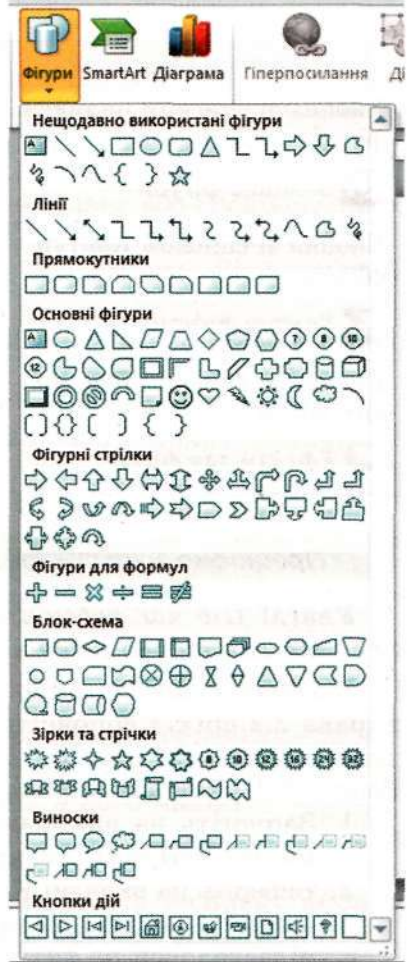 Фігури SmartArt Діаграма Гіперпосилання Ді
Нещодавно використані фігури
Лінії
Прямокутники
Основні фігури
Фігурні стрілки
Фігури для формул
Блок-схема
Зірки та стрічки
Виноски
Кнопки дій